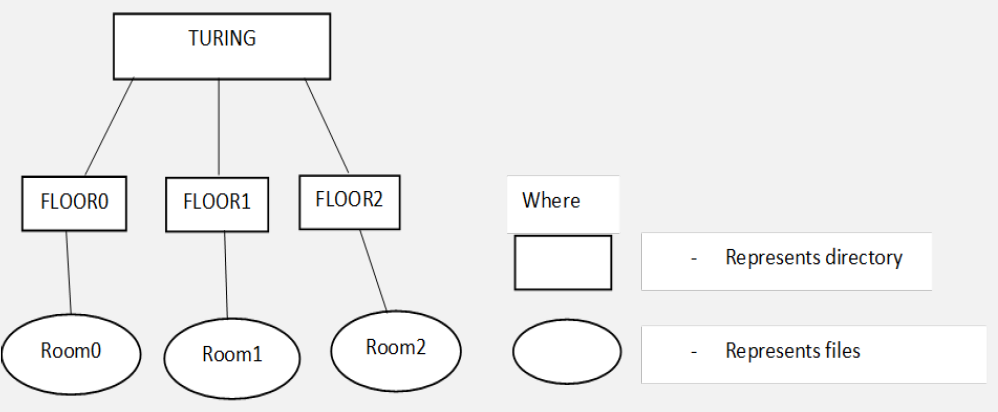 TURING
FLOOR0
FLOOR1
FLOOR2
Where
- Represents directory
Room0
Room1
Room2
- Represents files